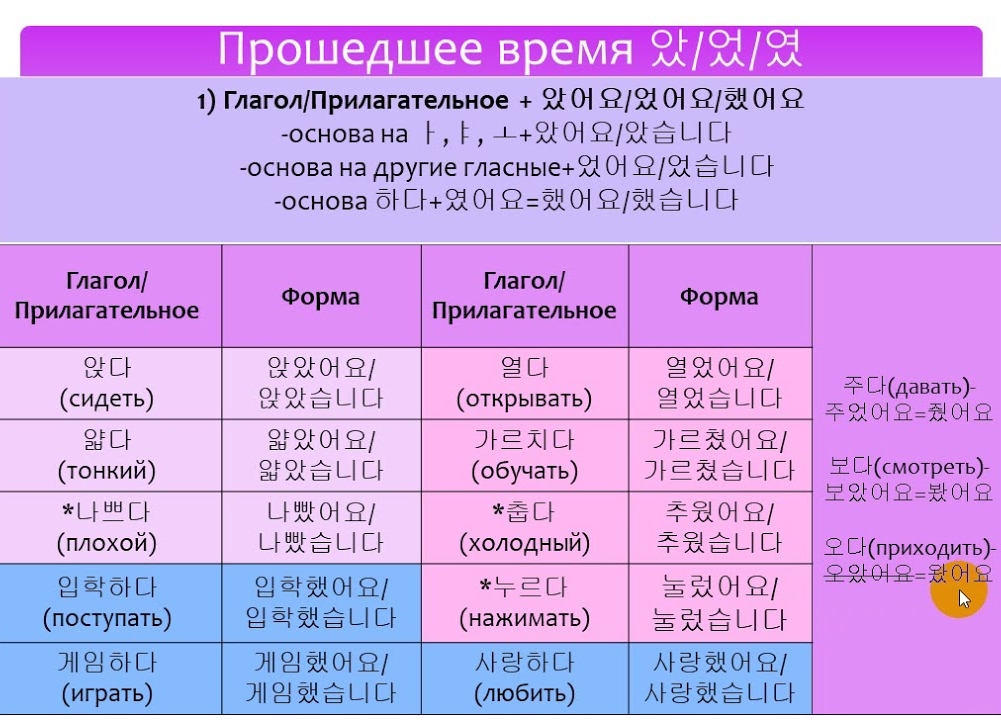 Прошедшее время 았/었/였
1) Глагол/Прилагательное + 았어요/었어요/했어요
-основа на ㅏ,ㅑ, ㅗ+았어요/았습니다
-основа на другие гласные+었어요/었습니다
-основа 하다+였어요=했어요/했습니다
Глагол/
Прилагательное
Форма
Глагол/
Прилагательное
Форма
앉다
(сидеть)
앉았어요/
앉았습니다
열다
(открывать)
열었어요/
열었습니다
얇다
(тонкий)
얇았어요/
얇았습니다
가르치다
(обучать)
가르쳤어요/
가르쳤습니다
*나쁘다
(плохой)
나빴어요/
나빴습니다
*춥다
(холодный)
추웠어요/
추웠습니다
입학하다
(поступать)
입학했어요/
입학했습니다
*누르다
(нажимать)
눌렀어요/
눌렀습니다
게임하다
(играть)
게임했어요/
게임했습니다
사랑하다
(любить)
사랑했어요/
사랑했습니다
주다(давать)-
주었어요=줬어요
보다(смотреть)-
보았어요=봤어요
오다(приходить)-
오았어요=왔어요